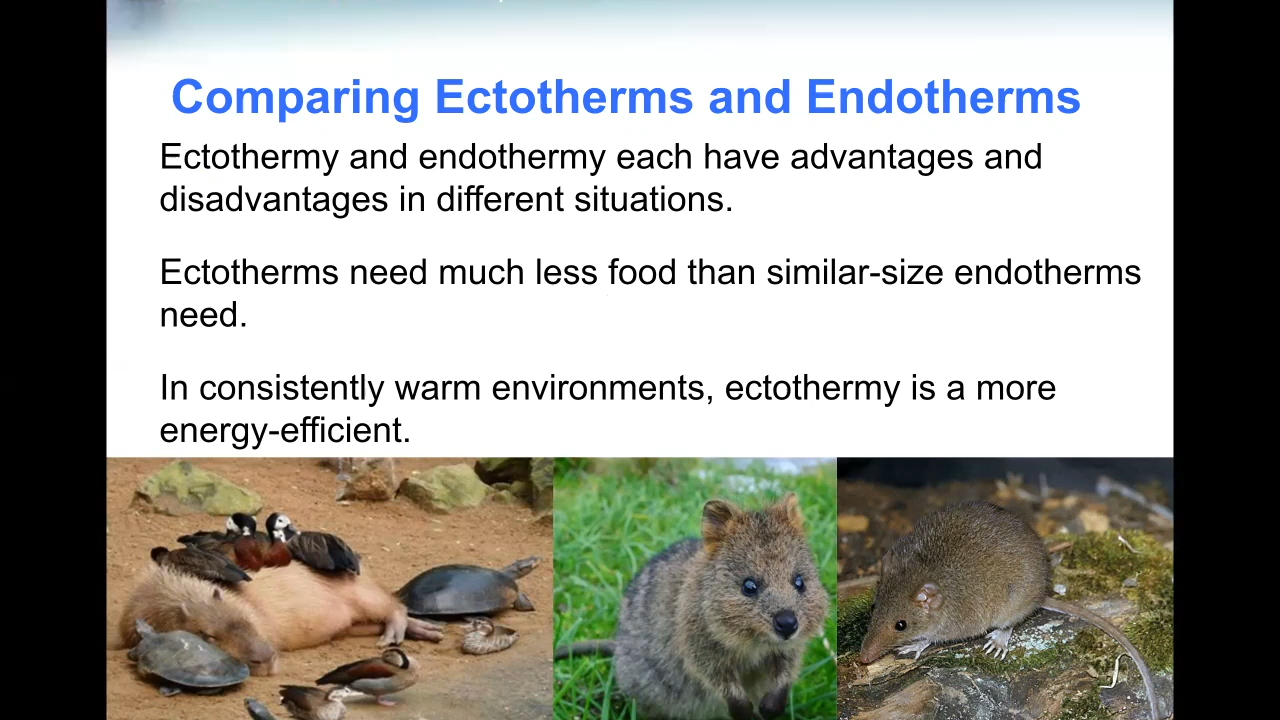 Comparing Ectotherms and Endotherms
Ectothermy and endothermy each have advantages and
disadvantages in different situations.
Ectotherms need much less food than similar-size endotherms
need.
In consistently warm environments, ectothermy is a more
energy-efficient.